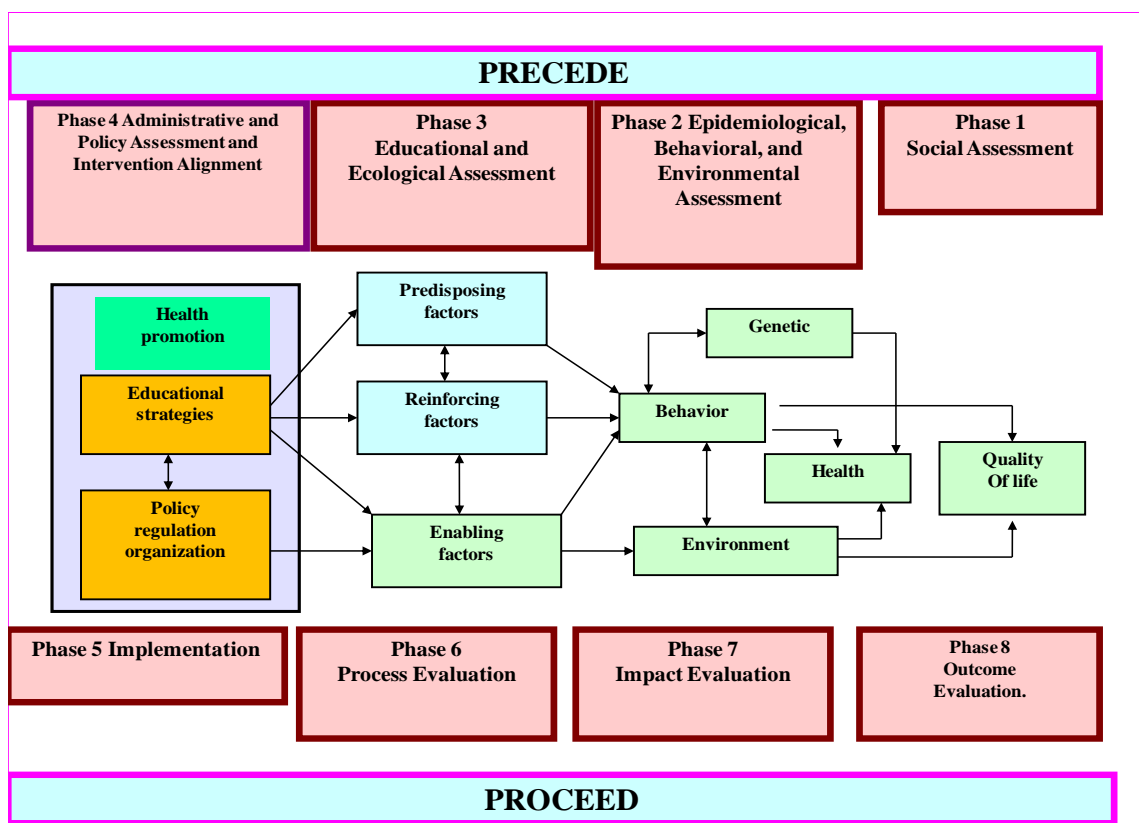 PRECEDE
Phase 4 Administrative and
Policy Assessment and
Intervention Alignment
Phase 3
Educational and
Ecological Assessment
Phase 2 Epidemiological,
Behavioral, and
Environmental
Assessment
Phase 1
Social Assessment
Health
promotion
Educational
strategies
Policy
regulation
organization
Predisposing
factors
Reinforcing
factors
Enabling
factors
Genetic
Behavior
Health
Environment
Quality
Of life
Phase 5 Implementation
Phase 6
Process Evaluation
Phase 7
Impact Evaluation
Phase 8
Outcome
Evaluation.
PROCEED